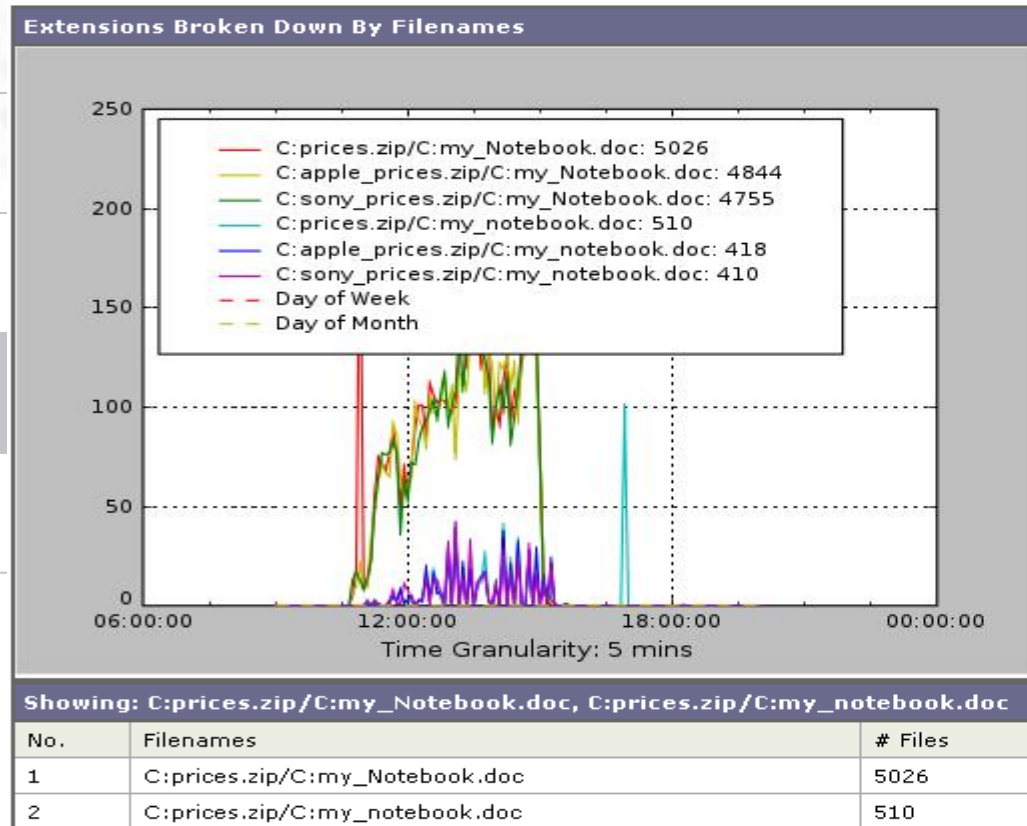 Extensions Broken Down By Filenames
250
200
150
100
50
0
C:prices.zip/C:my_Notebook.doc: 5026
C:apple_prices.zip/C:my_Notebook.doc: 4844
C:sony_prices.zip/C:my_Notebook.doc: 4755
C:prices.zip/C:my_notebook.doc: 510
C:apple_prices.zip/C:my_notebook.doc: 418
C:sony_prices.zip/C:my_notebook.doc: 410
Day of Week
Day of Month
06:00:00 12:00:00 18:00:00 00:00:00
Time Granularity: 5 mins
Showing: C:prices.zip/C:my_Notebook.doc, C:prices.zip/C:my_notebook.doc
No. Filenames # Files
1 C:prices.zip/C:my_Notebook.doc 5026
2 C:prices.zip/C:my_notebook.doc 510